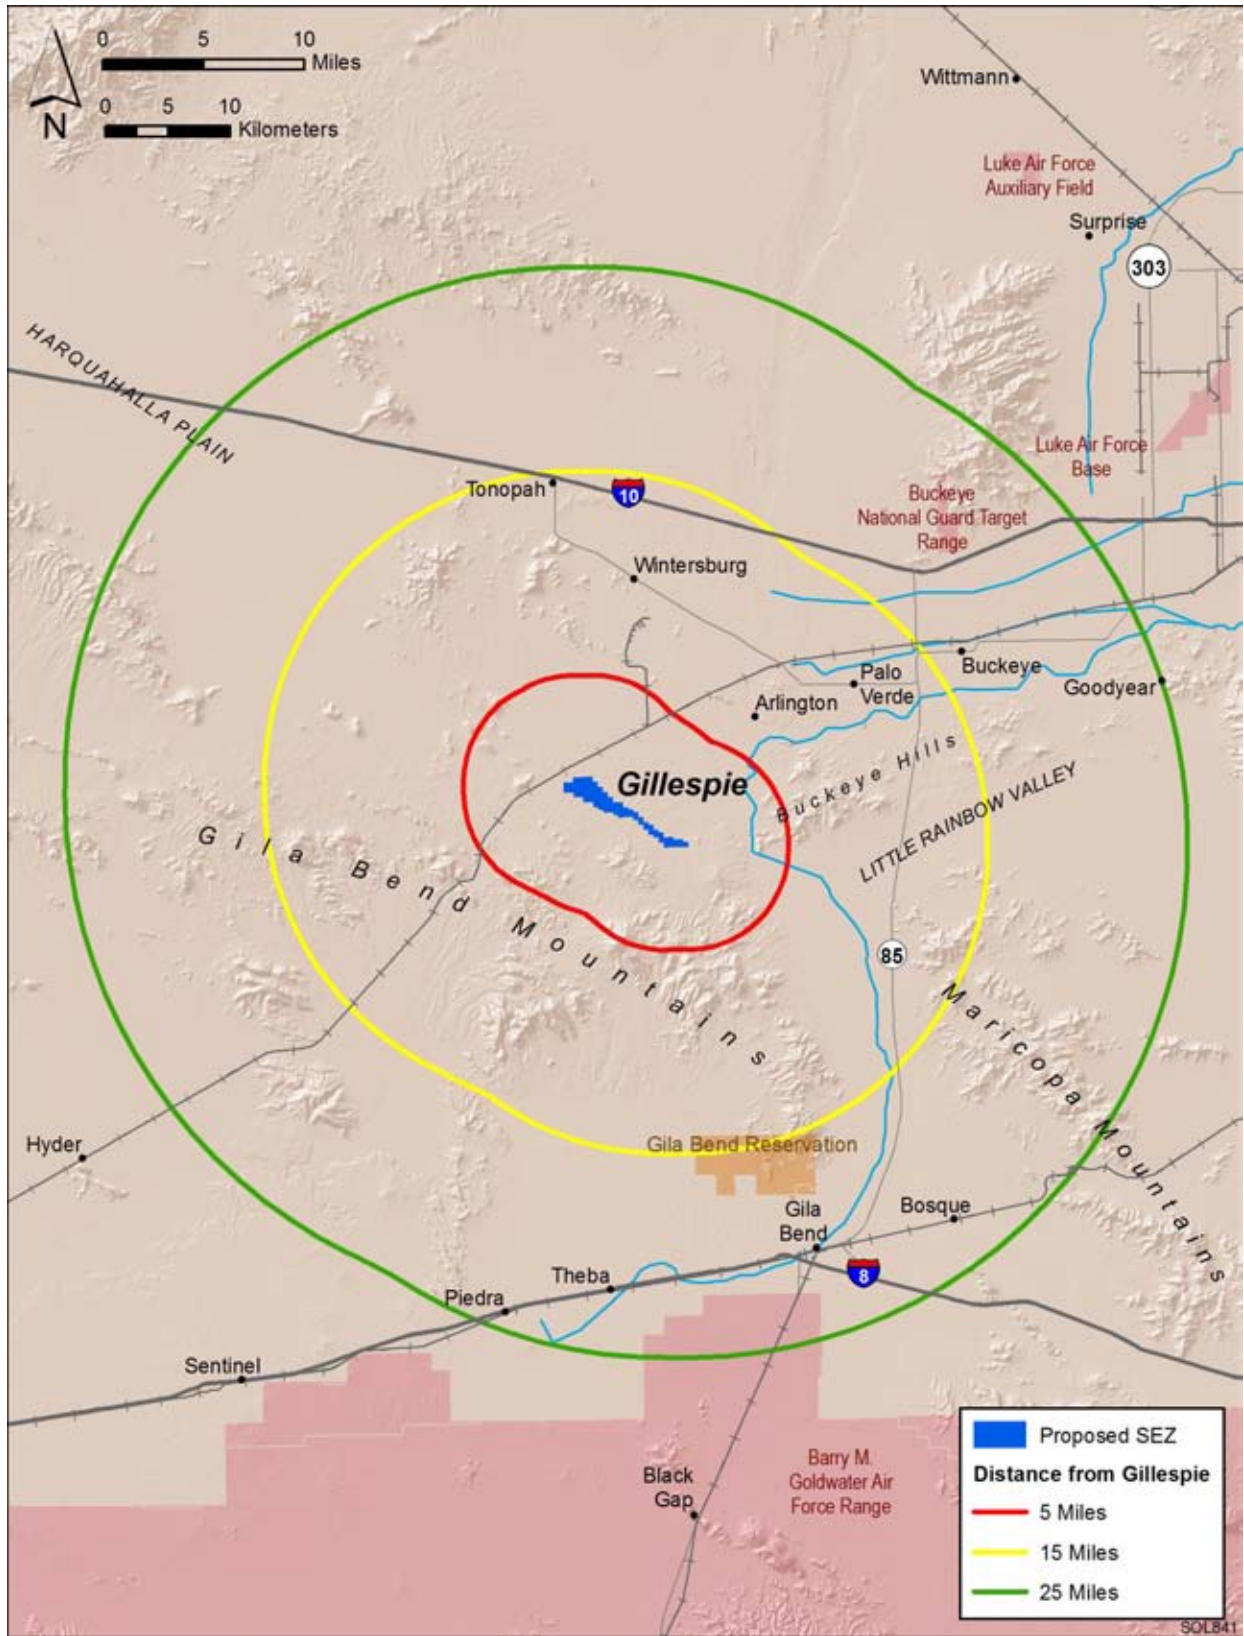 0 5 10
Miles
0 5 10
Kilometers
N
Wittmann
Luke Air Force
Auxiliary Field
Surprise
303
HARQUAHALLA PLAIN
Luke Air Force
Base
Tonopah
10
Buckeye
National Guard Target
Range
Wintersburg
Palo
Verde
Buckeye
Goodyear
Arlington
Gillespie
Buckeye Hills
LITTLE RAINBOW VALLEY
Gila Bend Mountains
85
Maricopa Mountains
Hyder
Gila Bend Reservation
Gila
Bend
Bosque
8
Theba
Piedra
Sentinel
Black
Gap
Barry M.
Goldwater Air
Force Range
Proposed SEZ
Distance from Gillespie
5 Miles
15 Miles
25 Miles
SOL841